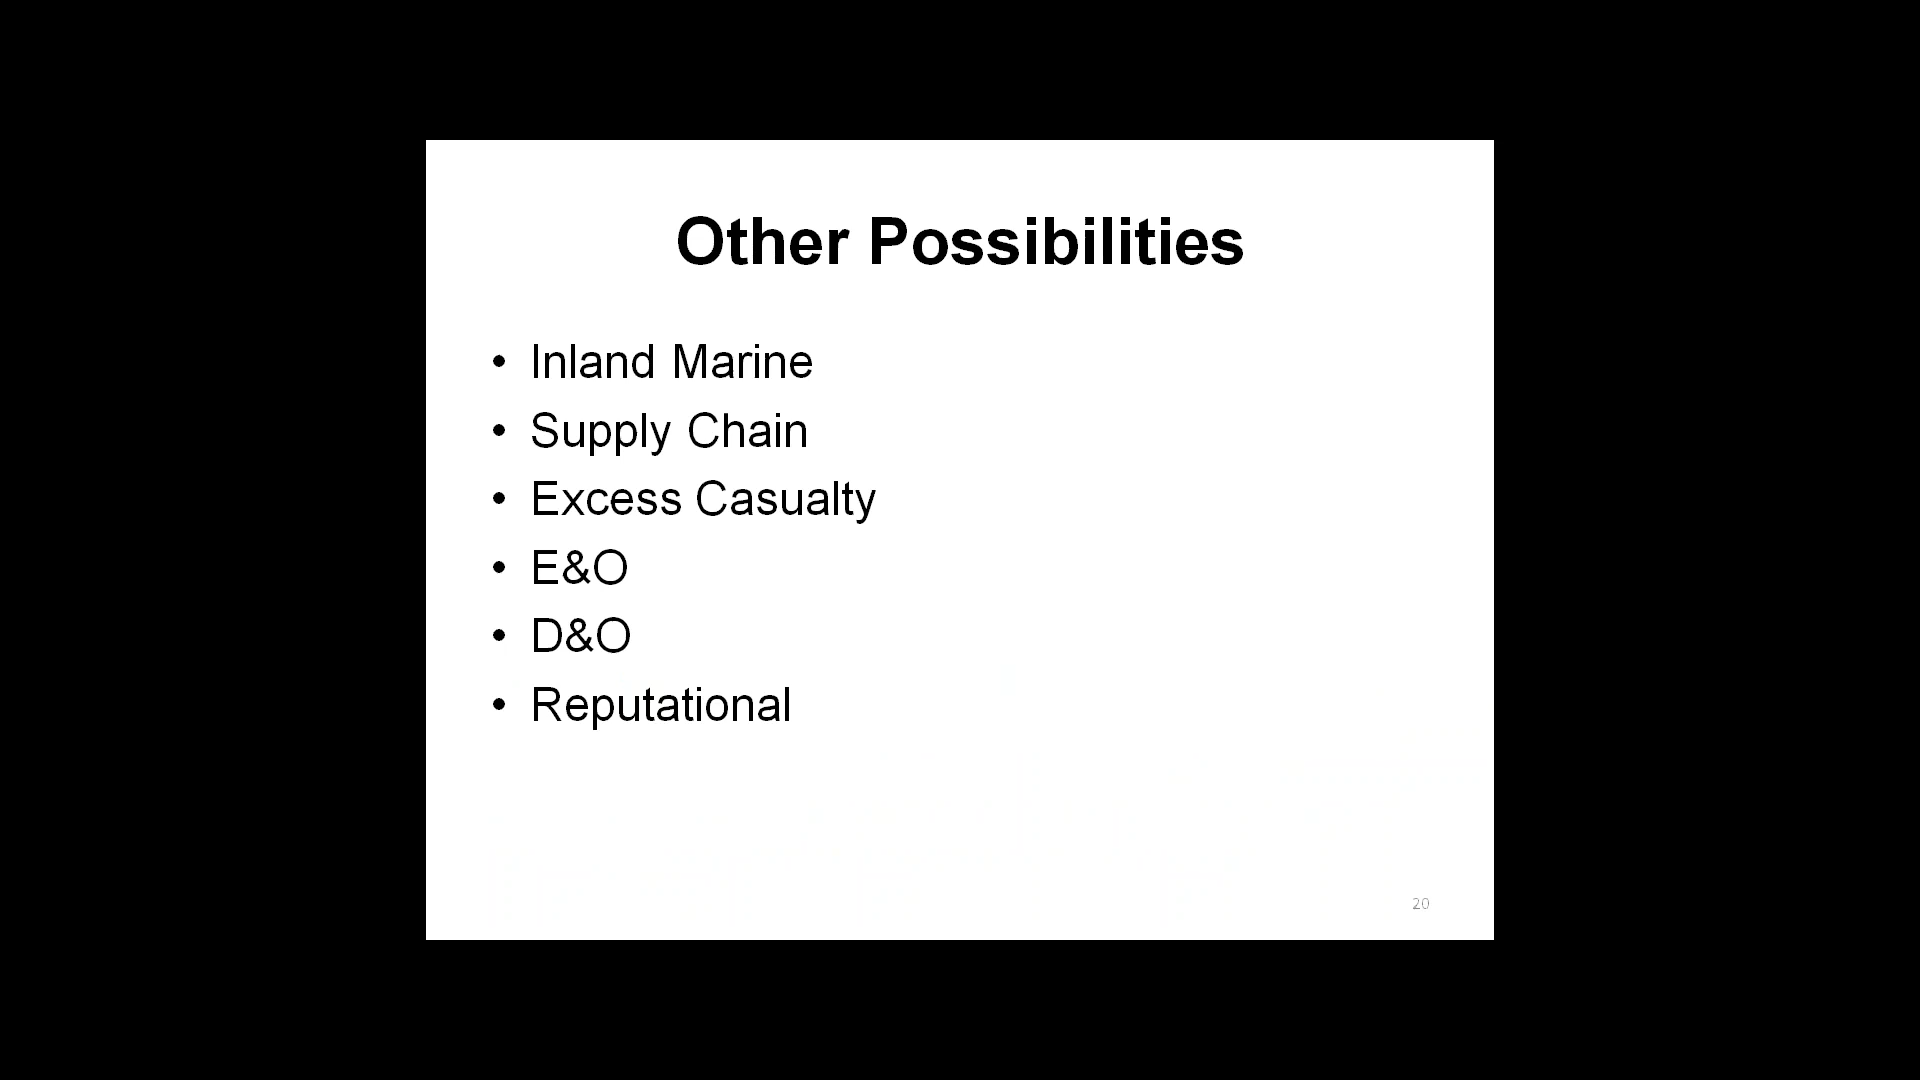 Other Possibilities
• Inland Marine
• Supply Chain
• Excess Casualty
• E&O
• D&O
• Reputational
20